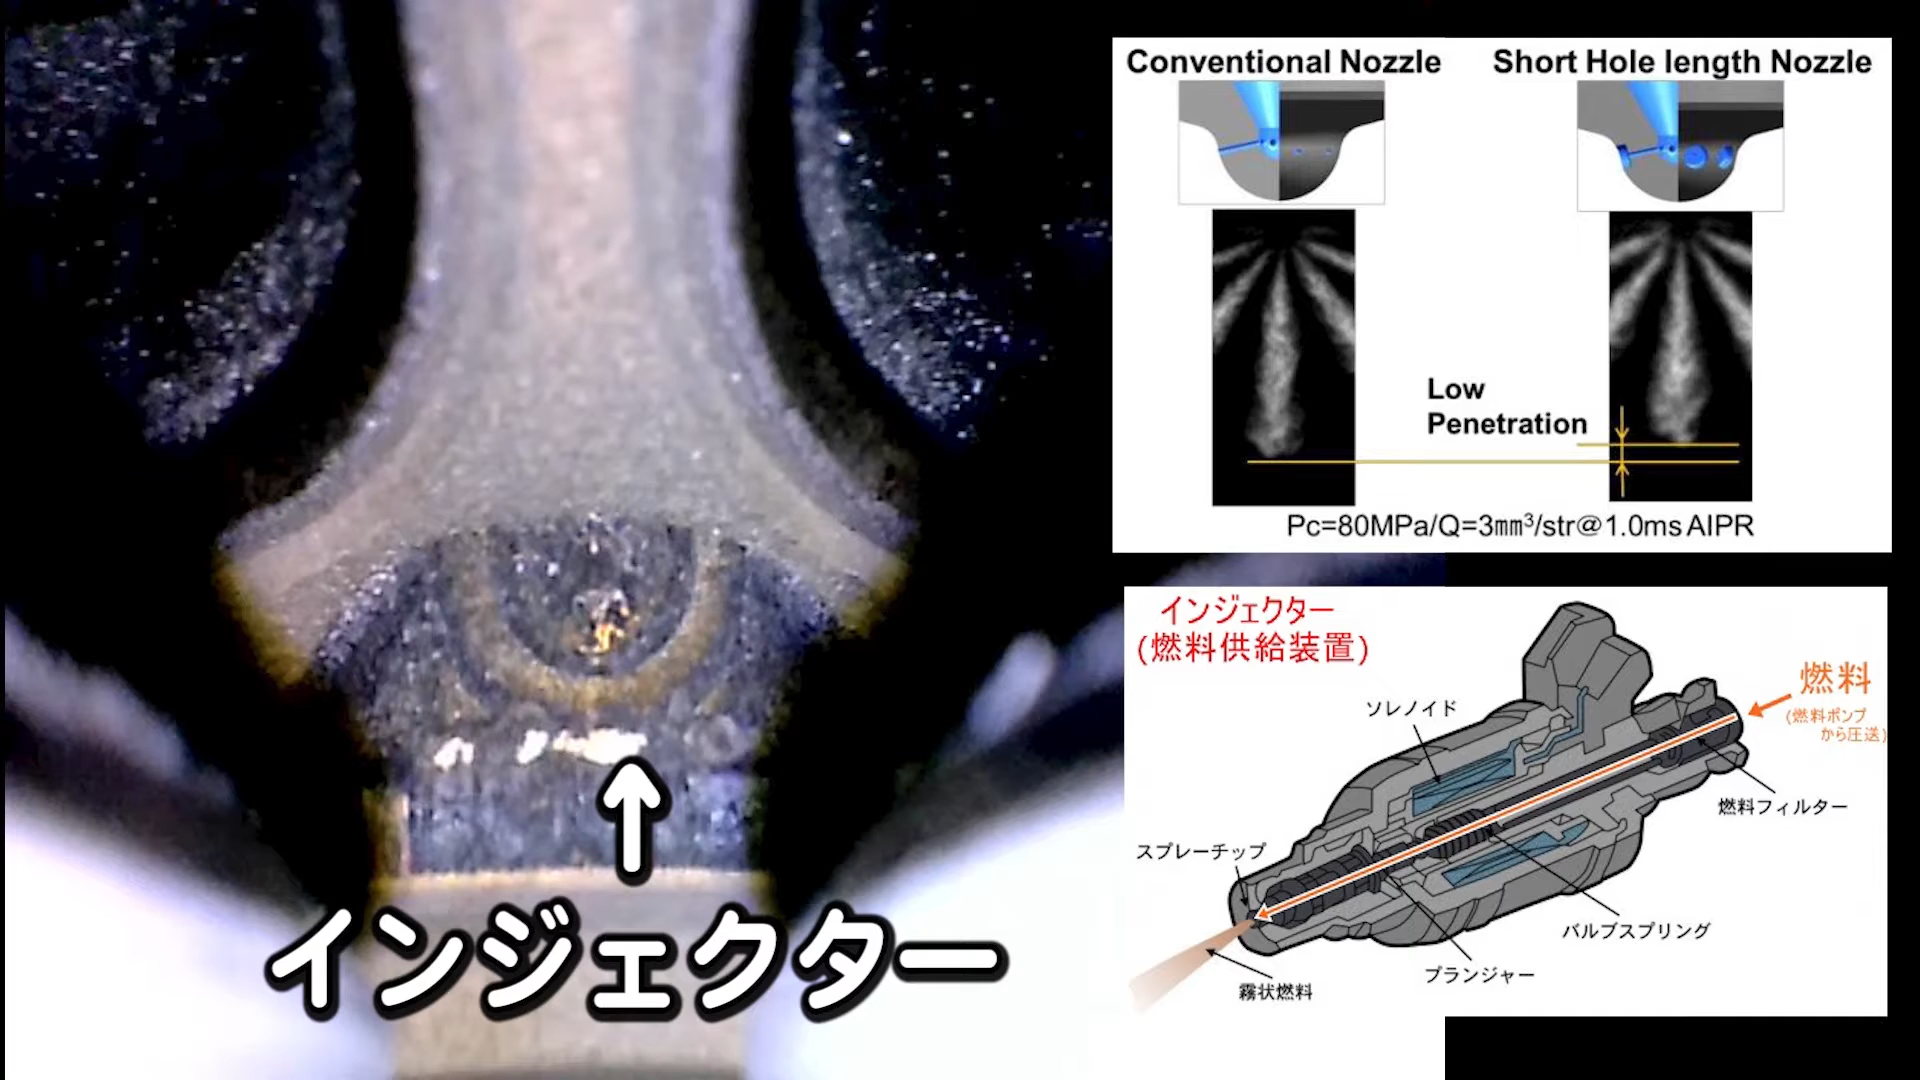 Conventional Nozzle
Short Hole length Nozzle
Low
Penetration
Pc=80MPa/Q=3mm³/str@1.0ms AIPR
インジェクター
(燃料供給装置)
燃料
(燃料ポンプ
から圧送)
ソレノイド
燃料フィルター
スプレーチップ
バルブスプリング
プランジャー
霧状燃料
インジェクター